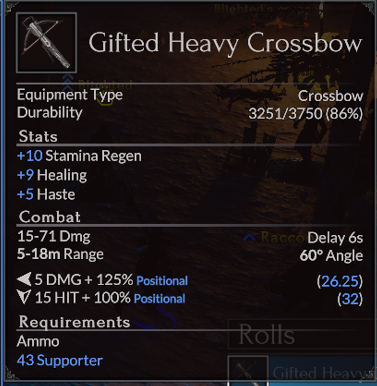 Gifted Heavy Crossbow
Equipment Type Crossbow
Durability 3251/3750 (86%)
Stats
+10 Stamina Regen
+9 Healing
+5 Haste
Combat
15-71 Dmg Delay 6s
5-18m Range 60° Angle
5 DMG + 125% Positional (26.25)
15 HIT + 100% Positional (32)
Requirements
Ammo
43 Supporter
Rolls
Gifted Heavy